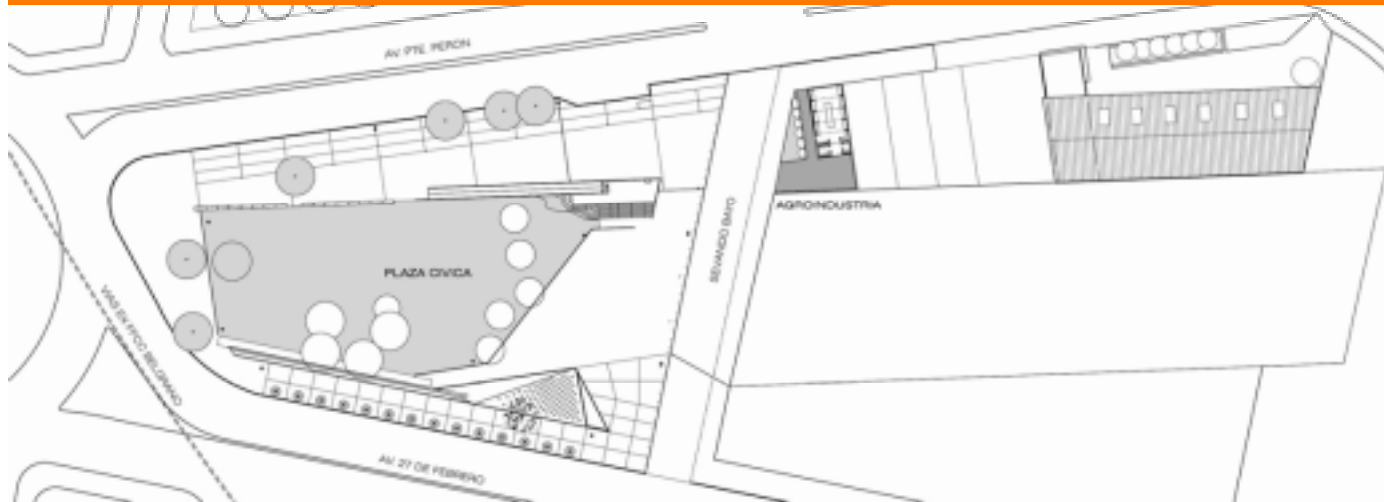 AV. PTE. PERON
AGROINDUSTRIA
SEVANDO BAYO
PLAZA CIVICA
VIAS EX FFCC BELGRANO
AV. 27 DE FEBRERO